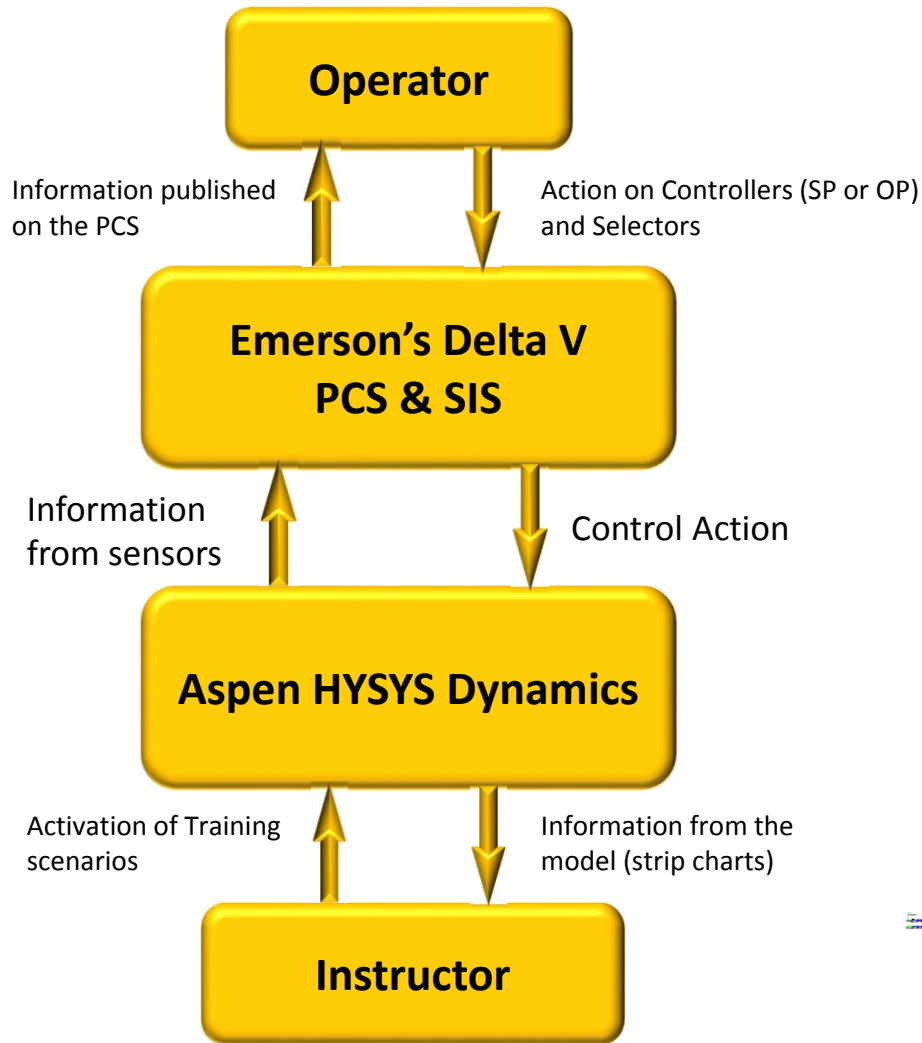 Operator
Information published
on the PCS
Action on Controllers (SP or OP)
and Selectors
Emerson’s Delta V
PCS & SIS
Information
from sensors
Control Action
Aspen HYSYS Dynamics
Activation of Training
scenarios
Information from the
model (strip charts)
Instructor